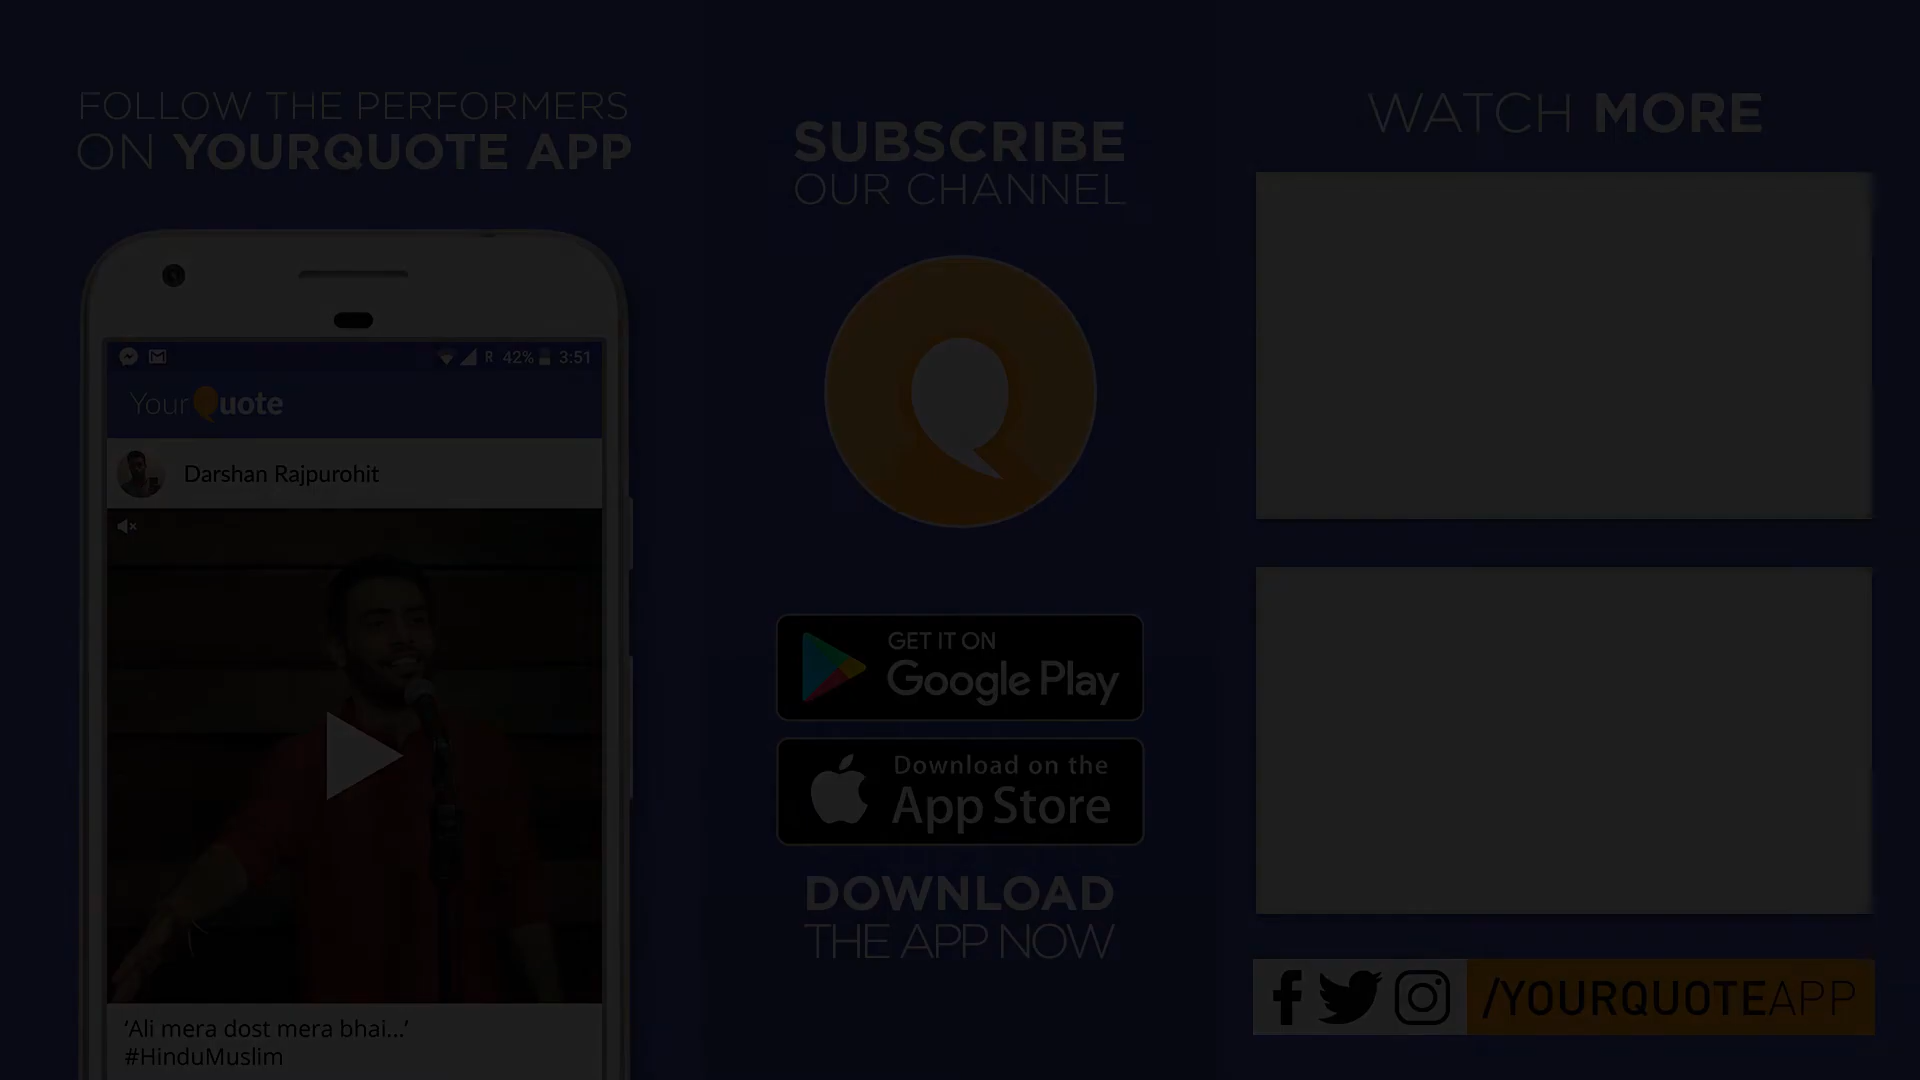 FOLLOW THE PERFORMERS
ON YOURQUOTE APP
R 42% 3:51
YourQuote
Darshan Rajpurohit
‘Ali mera dost mera bhai...’
#HinduMuslim
SUBSCRIBE
OUR CHANNEL
GET IT ON
Google Play
Download on the
App Store
DOWNLOAD
THE APP NOW
WATCH MORE
/YOURQUOTEAPP